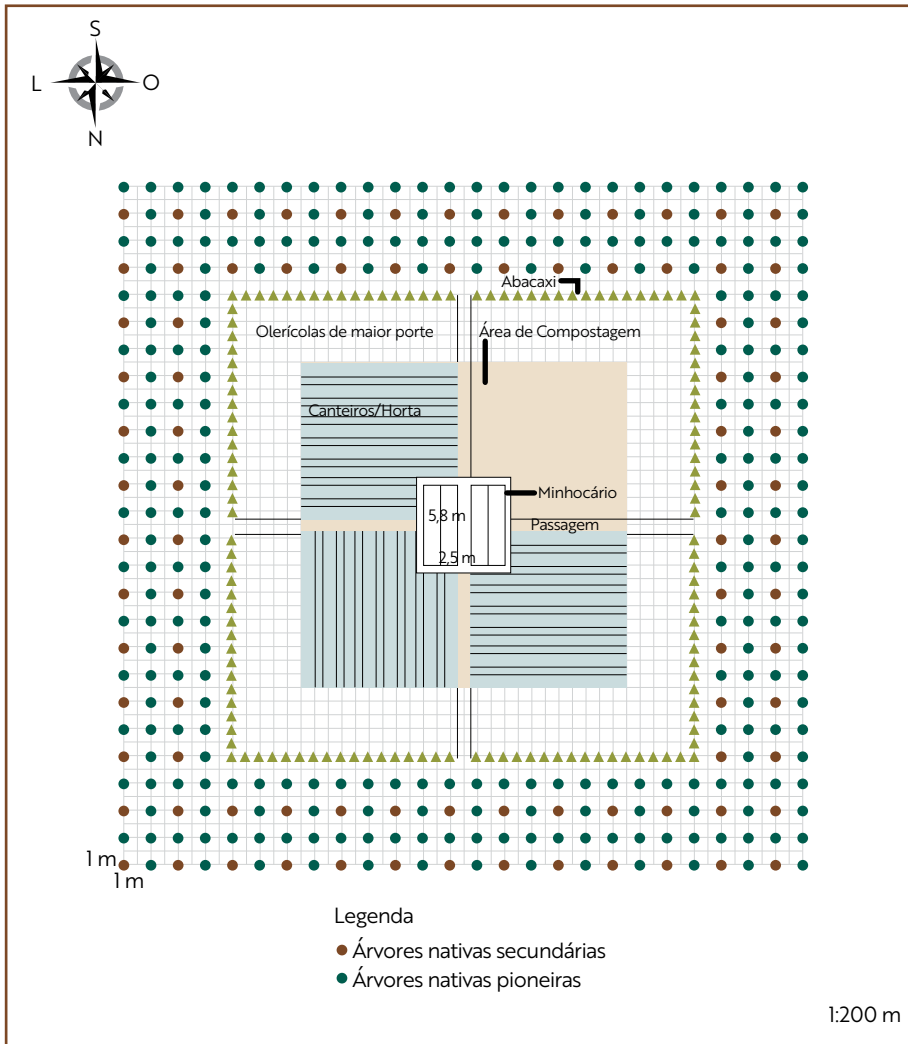 S
L
O
N
Abacaxi
Olerícolas de maior porte
Área de Compostagem
Canteiros/Horta
Minhocário
5,8 m
Passagem
2,5 m
1 m
1 m
Legenda
Árvores nativas secundárias
Árvores nativas pioneiras
1:200 m